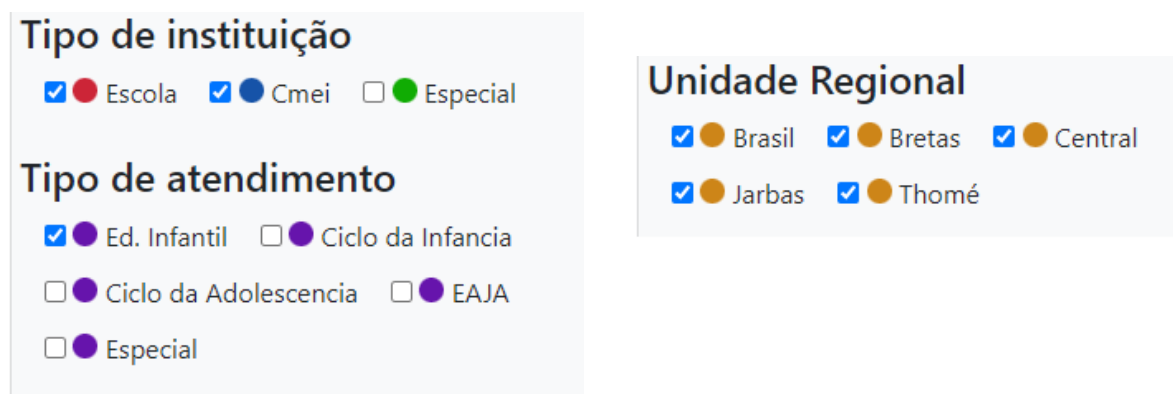 Tipo de instituição
Escola Cmei Especial
Tipo de atendimento
Ed. Infantil Ciclo da Infancia
Ciclo da Adolescencia EAJA
Especial
Unidade Regional
Brasil Bretas Central
Jarbas Thomé